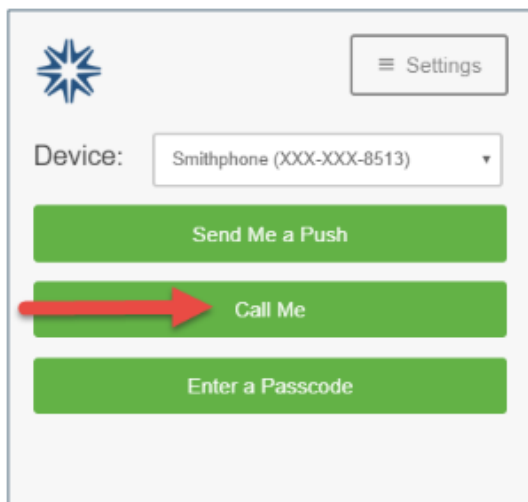 ≡ Settings
Device: Smithphone (XXX-XXX-8513)
Send Me a Push
Call Me
Enter a Passcode